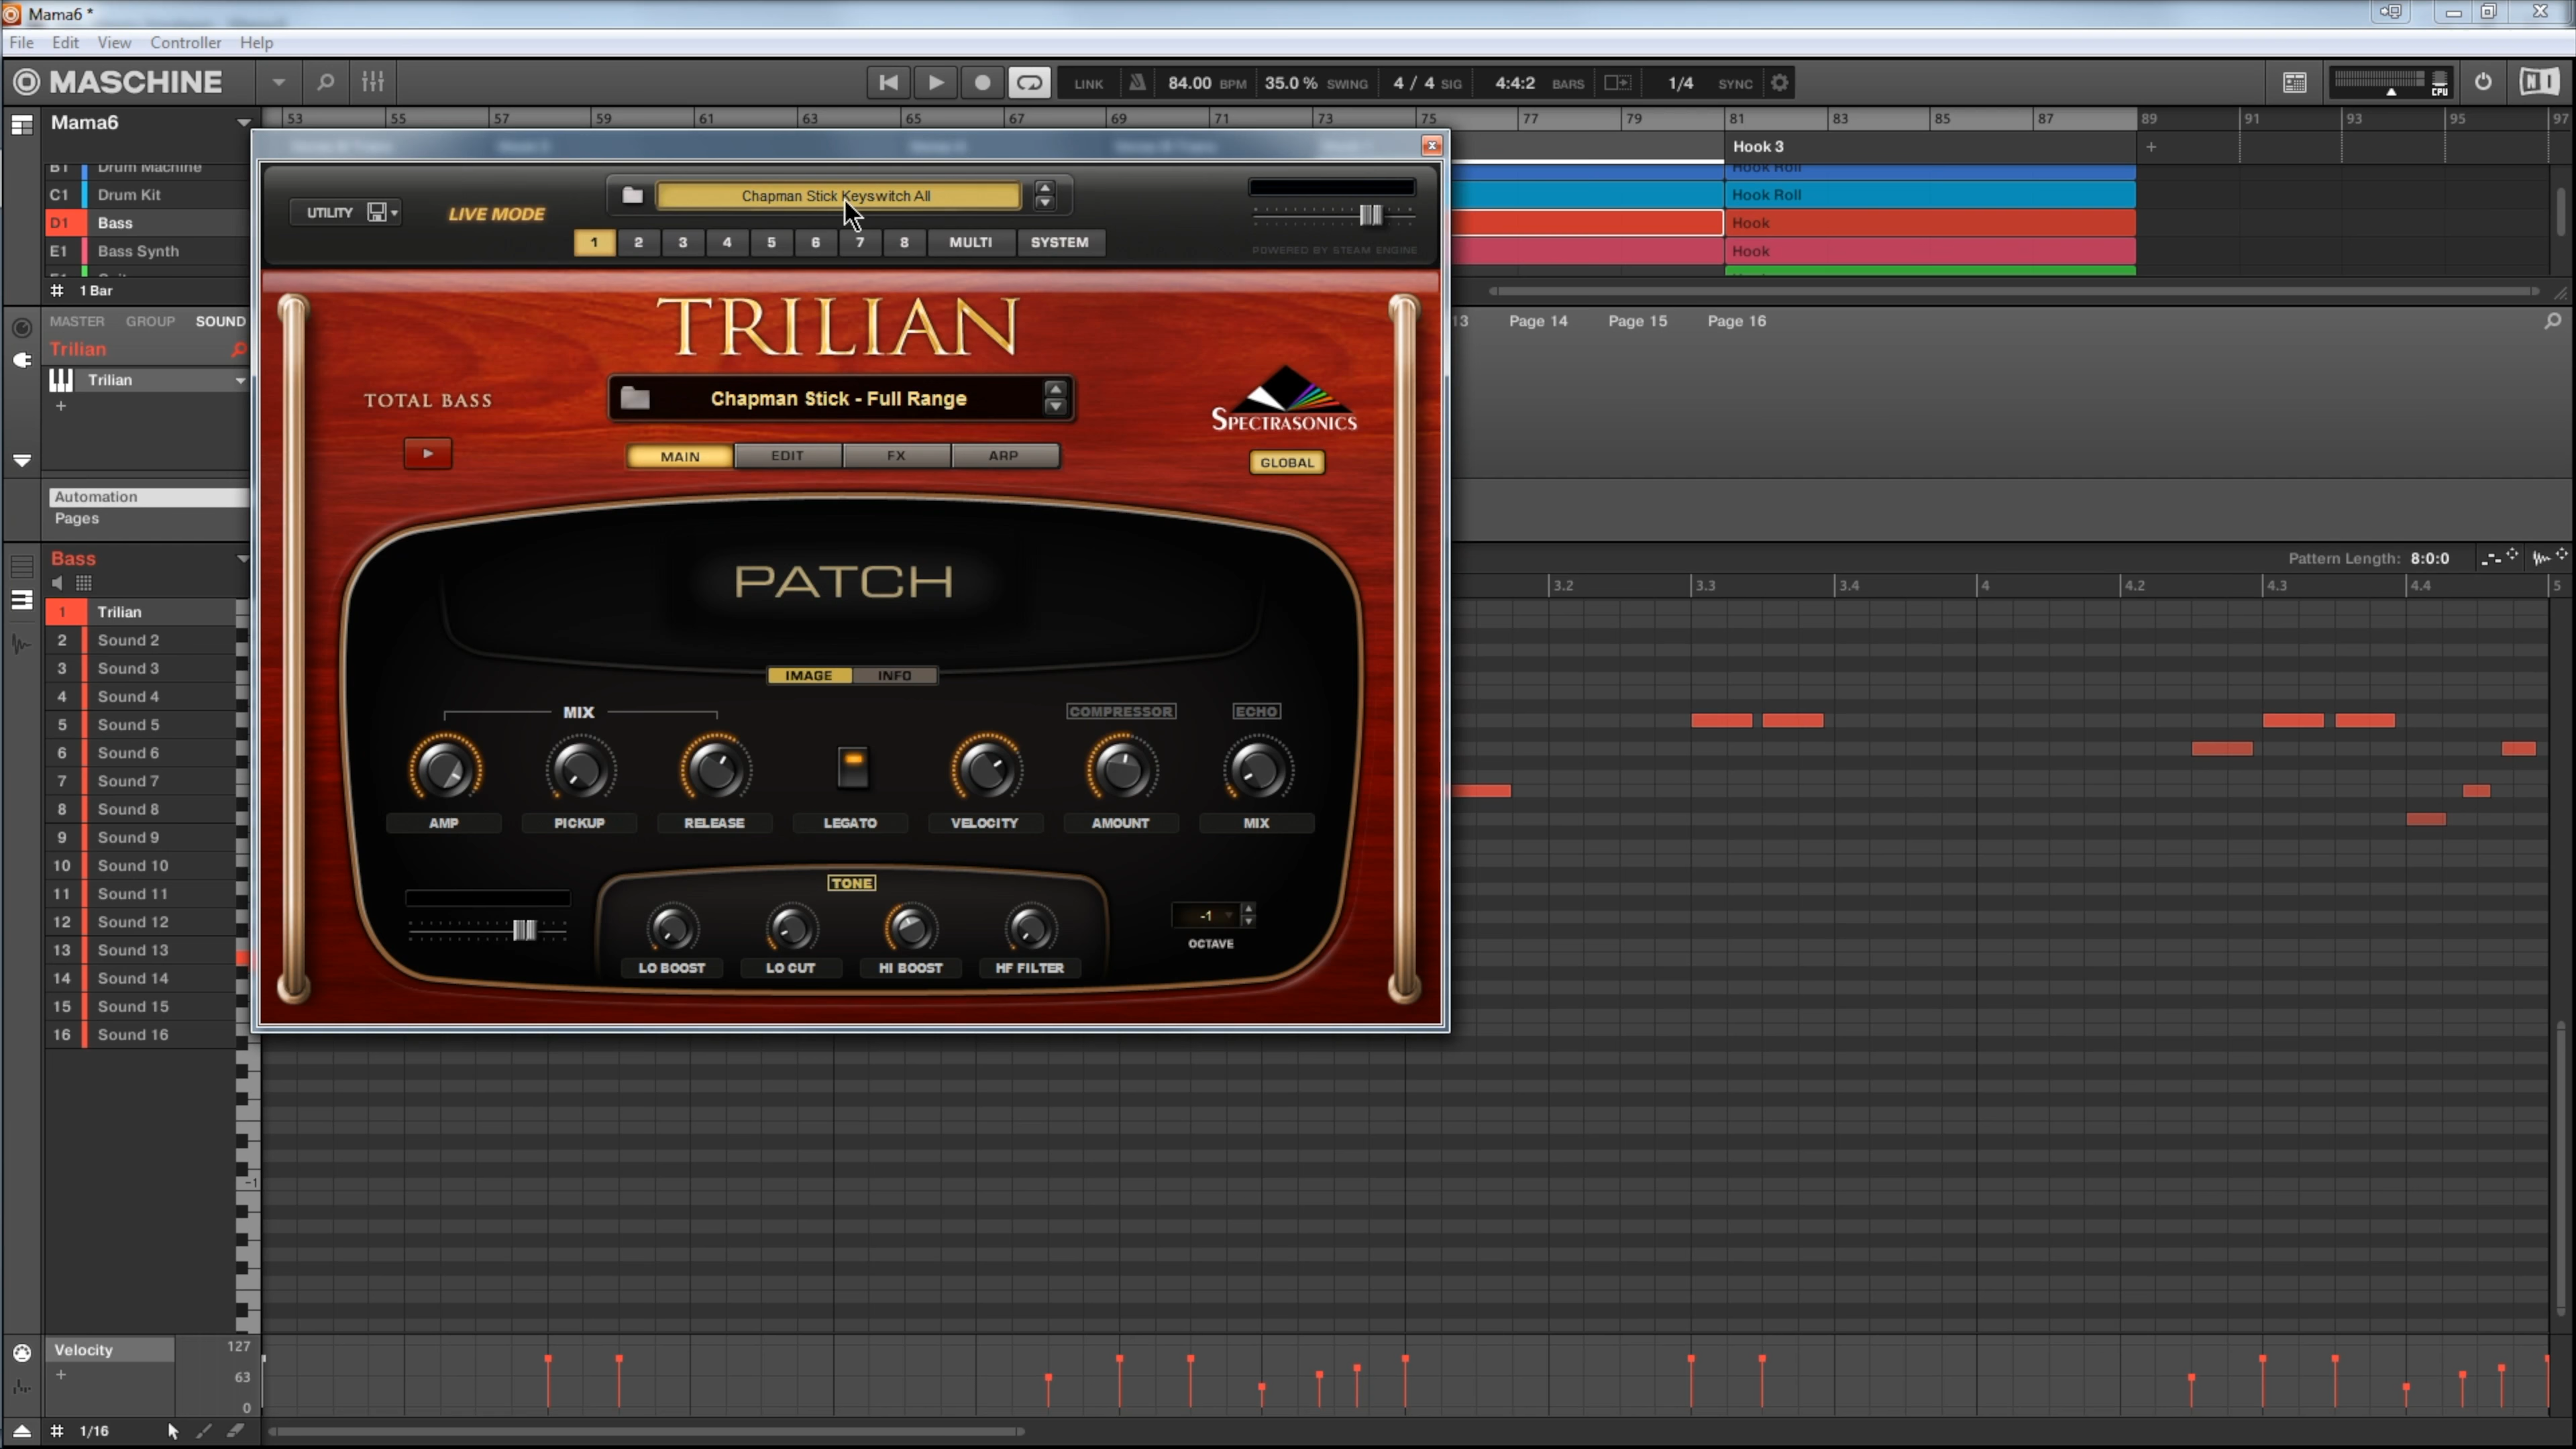 Mama6 *
File Edit View Controller Help
MASCHINE
LINK 84.00 BPM 35.0 % SWING 4 / 4 SIG 4:4:2 BARS 1/4 SYNC CPU
Mama6
53 55 57 59 61 63 65 67 69 71 73 75 77 79 81 83 85 87 89 91 93 95 97
Hook 3 +
B1 Drum Machine
Hook Roll
C1 Drum Kit
Hook Roll
D1 Bass
Hook
E1 Bass Synth
Hook
1 Bar
UTILITY
LIVE MODE
Chapman Stick Keyswitch All
1 2 3 4 5 6 7 8 MULTI SYSTEM
POWERED BY STEAM ENGINE
MASTER GROUP SOUND
13 Page 14 Page 15 Page 16
Trilian
Trilian
+
TRILIAN
TOTAL BASS
Chapman Stick - Full Range
SPECTRASONICS
MAIN EDIT FX ARP
GLOBAL
Automation
Pages
PATCH
IMAGE INFO
MIX
COMPRESSOR
ECHO
AMP PICKUP RELEASE LEGATO VELOCITY AMOUNT MIX
TONE
-1
OCTAVE
LO BOOST LO CUT HI BOOST HF FILTER
Bass
Pattern Length: 8:0:0
3.2 3.3 3.4 4 4.2 4.3 4.4 5
1 Trilian
2 Sound 2
3 Sound 3
4 Sound 4
5 Sound 5
6 Sound 6
7 Sound 7
8 Sound 8
9 Sound 9
10 Sound 10
11 Sound 11
12 Sound 12
13 Sound 13
14 Sound 14
15 Sound 15
16 Sound 16
-1
Velocity
127
+
63
0
1/16